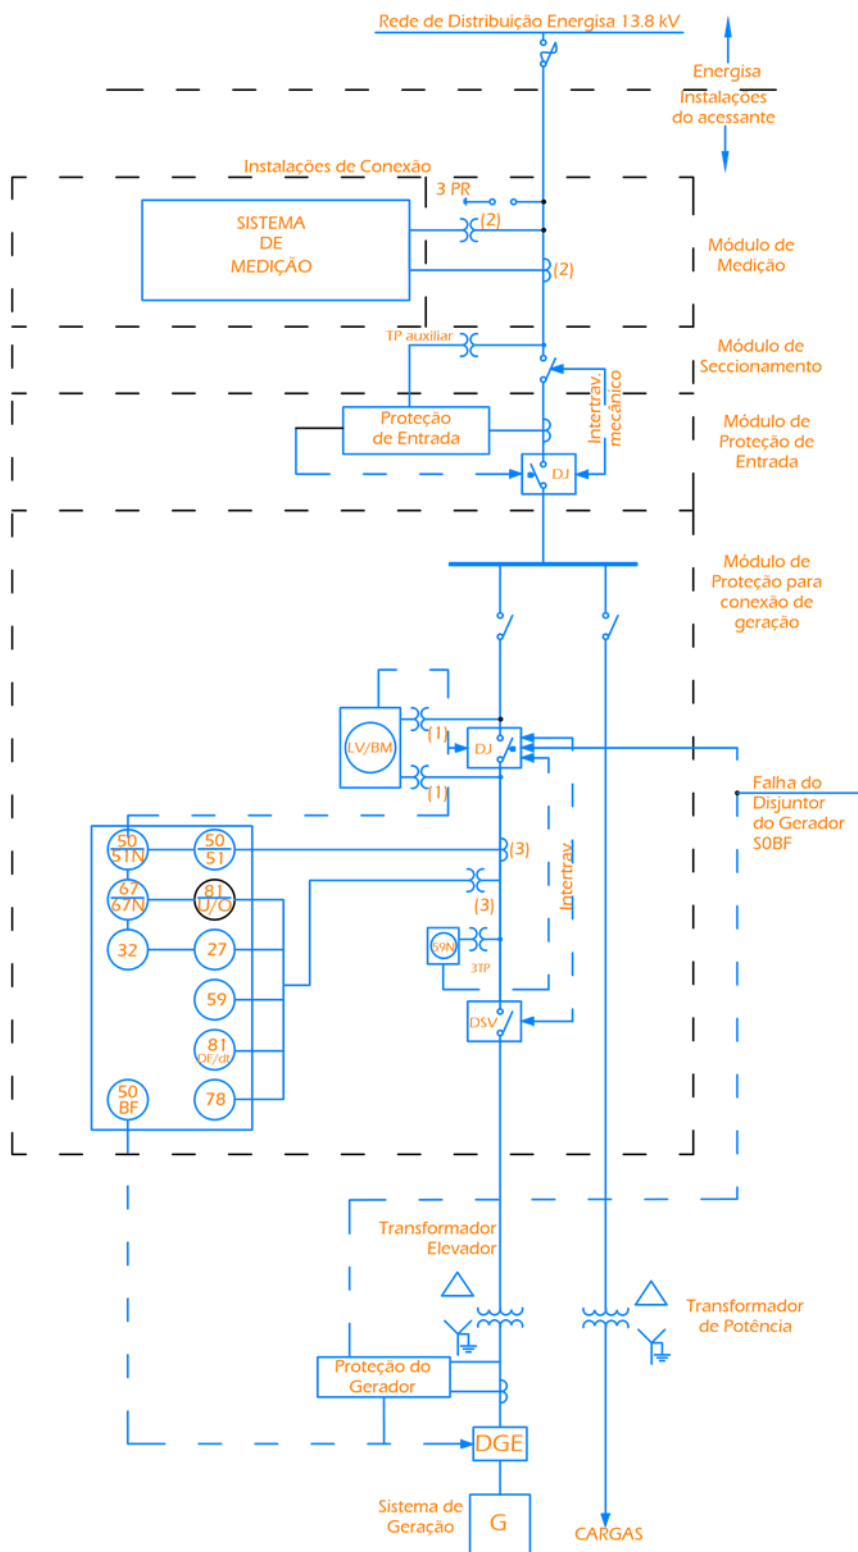 Rede de Distribuição Energisa 13.8 kV
Energisa
Instalações
do acessante
Instalações de Conexão
3 PR
(2)
SISTEMA
DE
MEDIÇÃO
(2)
Módulo de
Medição
TP auxiliar
Módulo de
Seccionamento
Intertrav.
mecânico
Proteção
de Entrada
DJ
Módulo de
Proteção de
Entrada
Módulo de
Proteção para
conexão de
geração
LV/BM
(1)
DJ
(1)
Falha do
Disjuntor
do Gerador
S0BF
50
51N
50
51
(3)
67
67N
81
U/O
(3)
Intertrav.
32
27
59N
3TP
59
DSV
81
DF/dt
50
BF
78
Transformador
Elevador
Transformador
de Potência
Proteção do
Gerador
DGE
Sistema de
Geração
G
CARGAS